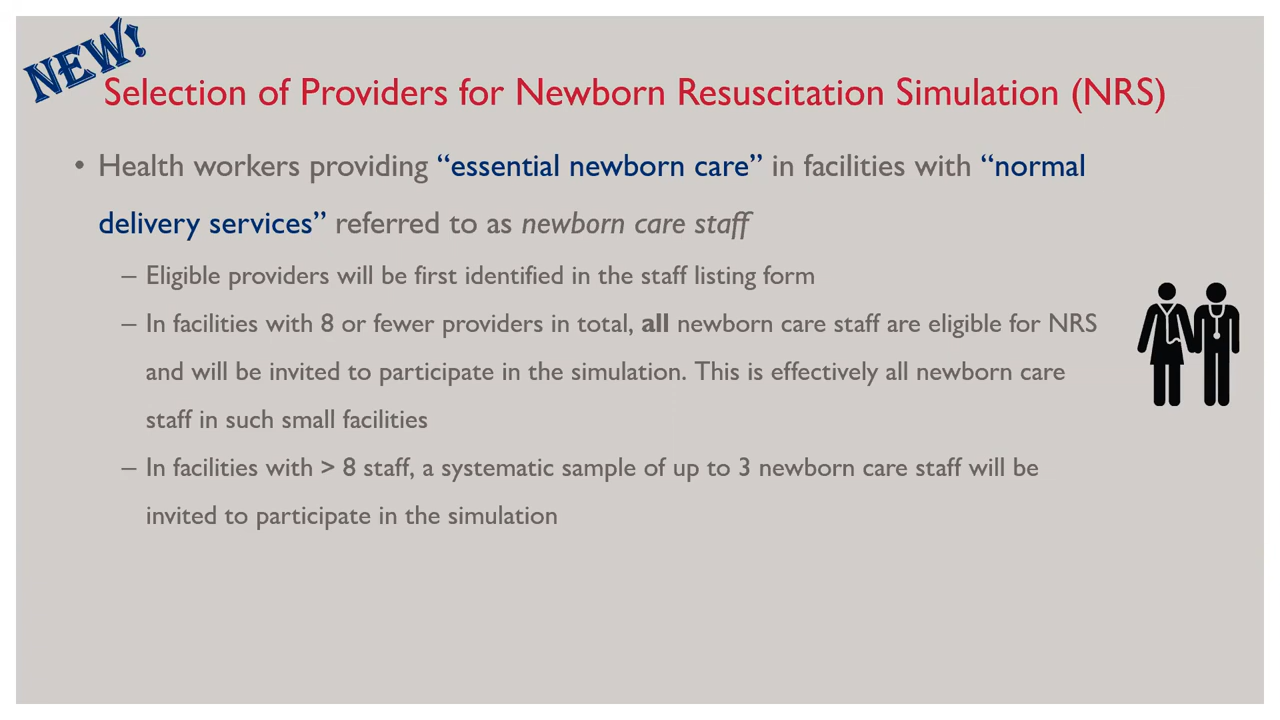 NEW!
Selection of Providers for Newborn Resuscitation Simulation (NRS)
• Health workers providing “essential newborn care” in facilities with “normal
delivery services” referred to as newborn care staff
– Eligible providers will be first identified in the staff listing form
– In facilities with 8 or fewer providers in total, all newborn care staff are eligible for NRS
and will be invited to participate in the simulation. This is effectively all newborn care
staff in such small facilities
– In facilities with > 8 staff, a systematic sample of up to 3 newborn care staff will be
invited to participate in the simulation